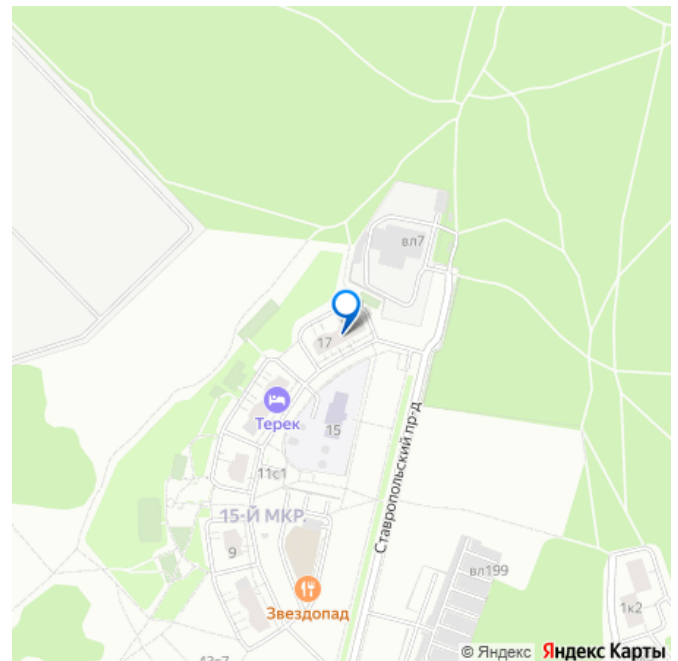 вл7
17
Терек
15
Ставропольский пр-д
11с1
15-Й МКР.
9
вл199
Звездопад
1к2
© Яндекс Яндекс Карты